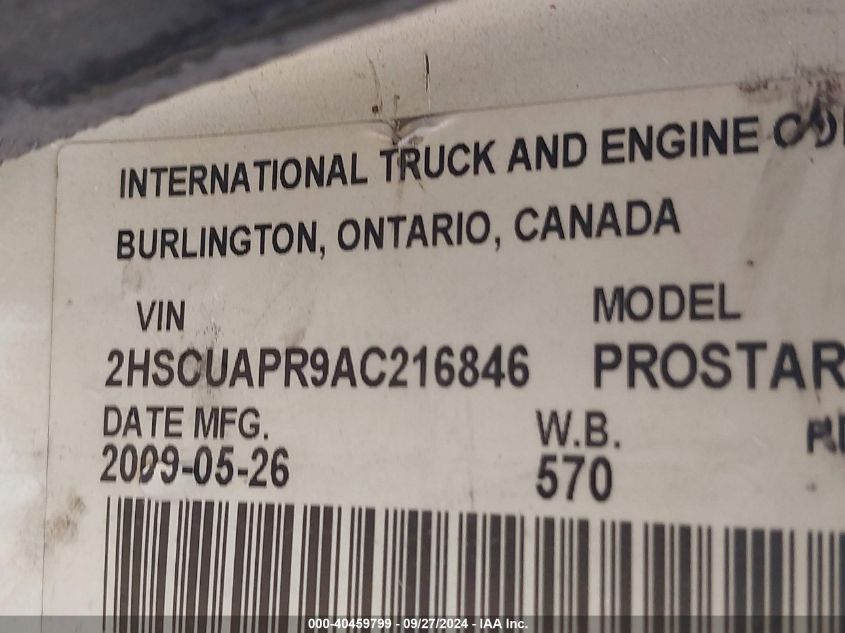 INTERNATIONAL TRUCK AND ENGINE
BURLINGTON, ONTARIO, CANADA
VIN MODEL
2HSCUAPR9AC216846 PROSTAR
DATE MFG. W.B.
2009-05-26 570
000-40459799 - 09/27/2024 - IAA Inc.